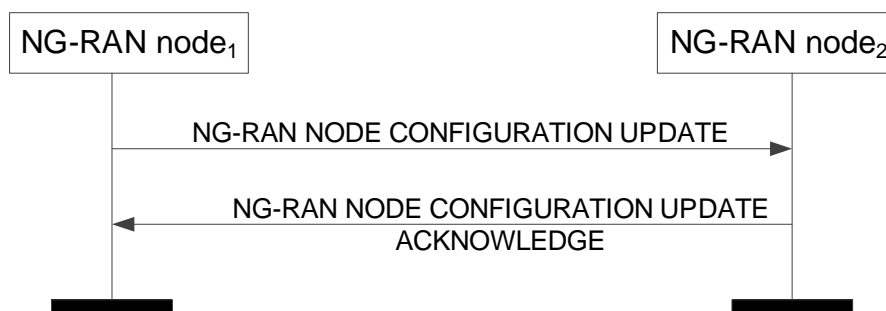 NG-RAN node₁
NG-RAN node₂
NG-RAN NODE CONFIGURATION UPDATE
NG-RAN NODE CONFIGURATION UPDATE
ACKNOWLEDGE